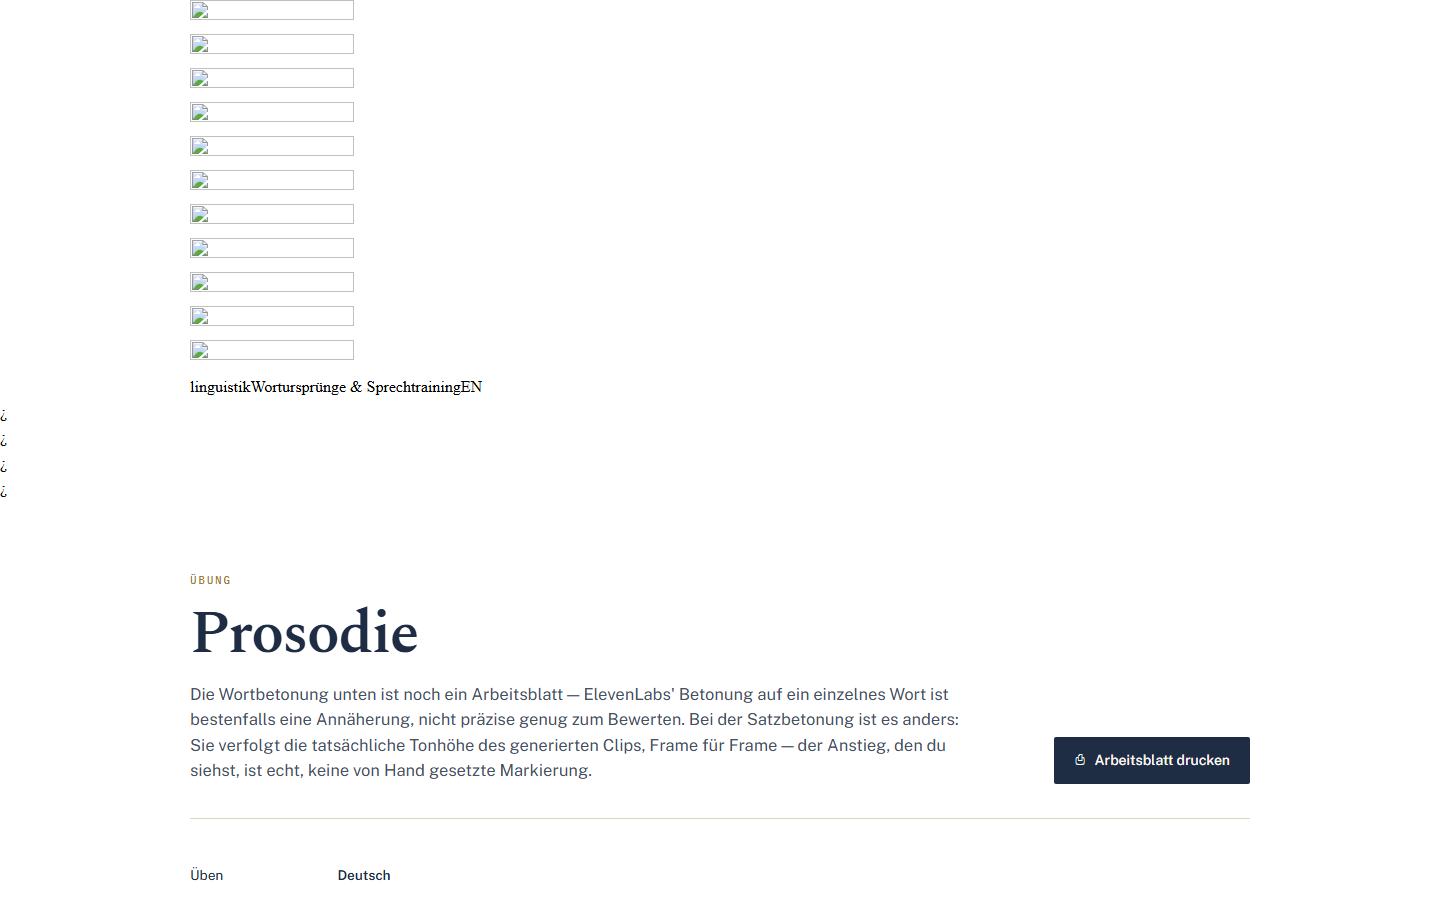 linguistikWortursprünge & SprechtrainingEN
¿
¿
¿
¿
ÜBUNG
Prosodie
Die Wortbetonung unten ist noch ein Arbeitsblatt — ElevenLabs' Betonung auf ein einzelnes Wort ist
bestenfalls eine Annäherung, nicht präzise genug zum Bewerten. Bei der Satzbetonung ist es anders:
Sie verfolgt die tatsächliche Tonhöhe des generierten Clips, Frame für Frame — der Anstieg, den du
siehst, ist echt, keine von Hand gesetzte Markierung.
Arbeitsblatt drucken
Üben Deutsch